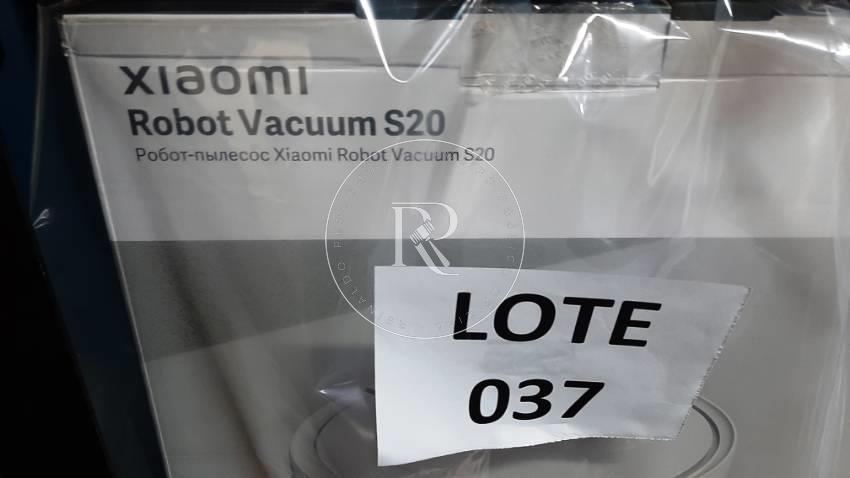 xiaomi
Robot Vacuum S20
Робот-пылесос Xiaomi Robot Vacuum S20
R
LOTE
037